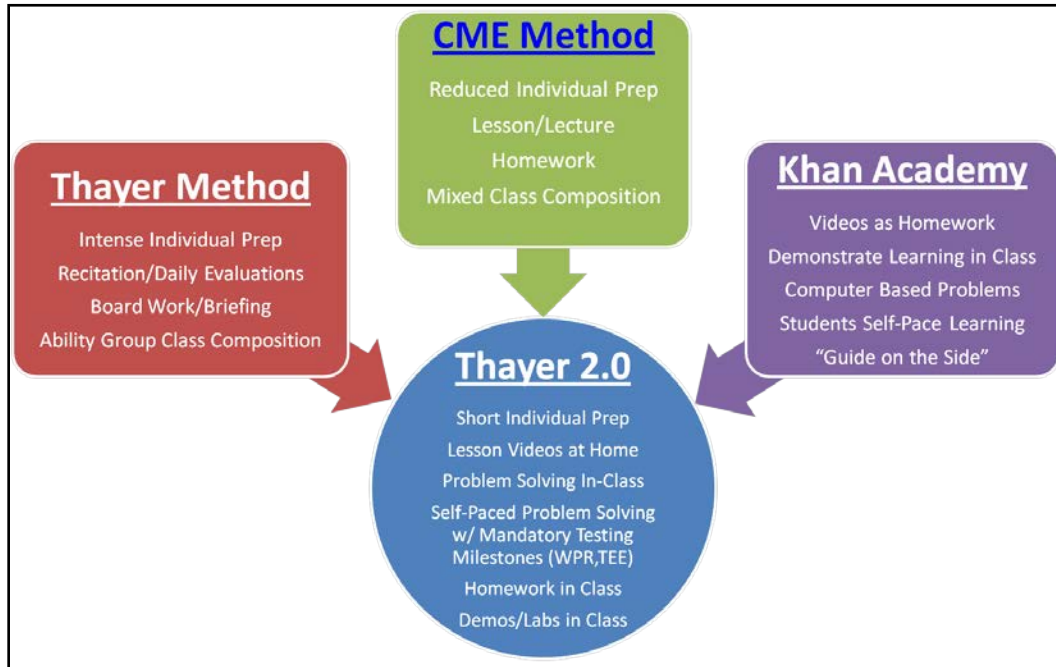 CME Method
Reduced Individual Prep
Lesson/Lecture
Homework
Mixed Class Composition
Thayer Method
Intense Individual Prep
Recitation/Daily Evaluations
Board Work/Briefing
Ability Group Class Composition
Khan Academy
Videos as Homework
Demonstrate Learning in Class
Computer Based Problems
Students Self-Pace Learning
“Guide on the Side”
Thayer 2.0
Short Individual Prep
Lesson Videos at Home
Problem Solving In-Class
Self-Paced Problem Solving
w/ Mandatory Testing
Milestones (WPR,TEE)
Homework in Class
Demos/Labs in Class